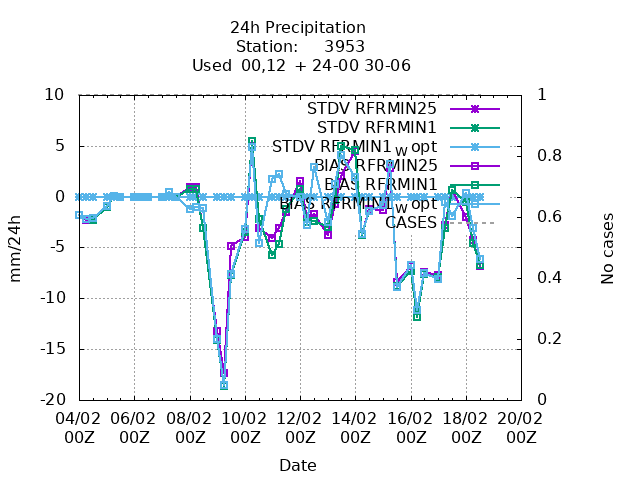 24h Precipitation
Station: 3953
Used 00,12 + 24-00 30-06
10 1
STDV RFRMIN25
STDV RFRMIN1
5 STDV RFRMIN1w opt 0.8
BIAS RFRMIN25
BIAS RFRMIN1
0 BIAS RFRMIN1w opt 0.6
CASES
-5
-10 0.4
-15 0.2
-20 0
mm/24h
No cases
04/02 06/02 08/02 10/02 12/02 14/02 16/02 18/02 20/02
00Z 00Z 00Z 00Z 00Z 00Z 00Z 00Z 00Z
Date